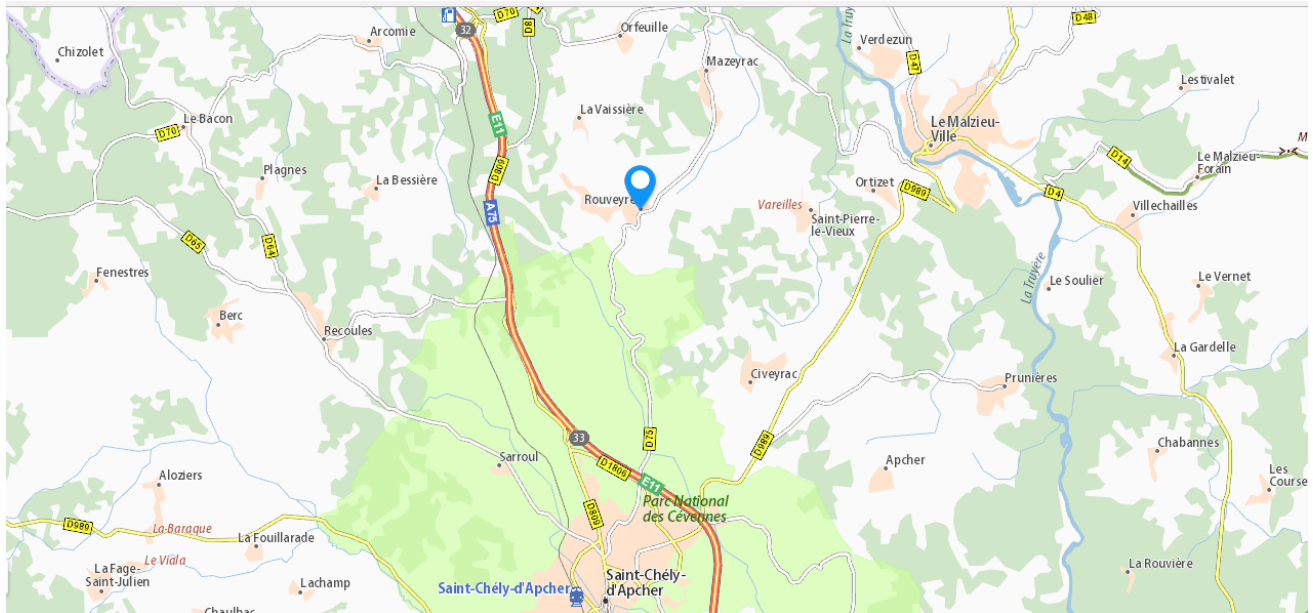 D70
32
D8
Arcomie
Orfeuille
La Truyère
Verdezun
D48
Chizolet
D47
Mazeyrac
Lestivalet
La Vaissière
Le Bacon
D70
E11
Le Malzieu-
Ville
M
D14
Le Malzieu-
Forain
Plagnes
La Bessière
D809
Rouveyre
Ortizet
D989
D4
A75
Vareilles
Saint-Pierre-
le-Vieux
Villechailles
D65
D64
Fenestres
La Truyère
Le Soulier
Le Vernet
Berc
Recoules
La Gardelle
Civeyrac
Prunières
33
D75
D989
Chabannes
Sarroul
D1806
E11
Apcher
Aloziers
Les
Course
Parc National
des Cévennes
D809
D989
La Baraque
La Fouillarade
Le Viala
La Fage-
Saint-Julien
Lachamp
Saint-Chély-d'Apcher
Saint-Chély-
d'Apcher
La Rouvière
Chaulhac